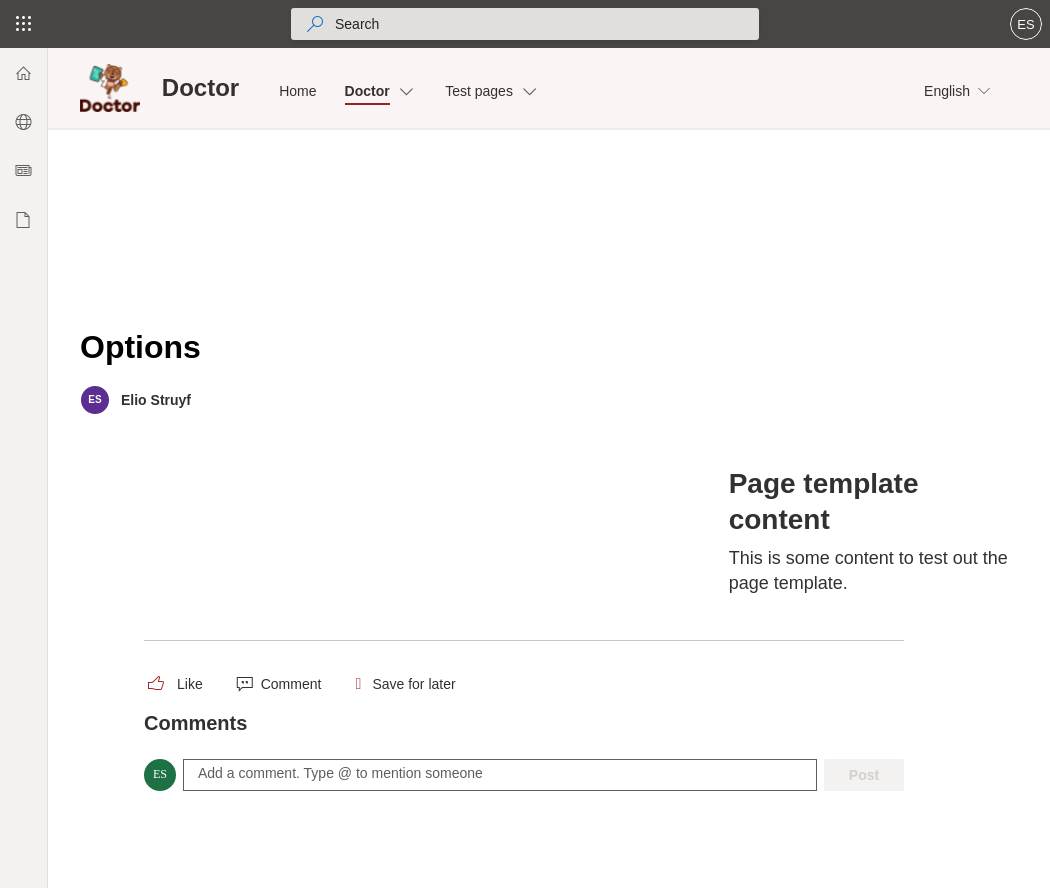 Search
ES
Doctor
Doctor
Home
Doctor
Test pages
English
Options
ES
Elio Struyf
Page template
content
This is some content to test out the
page template.
Like
Comment
Save for later
Comments
ES
Add a comment. Type @ to mention someone
Post